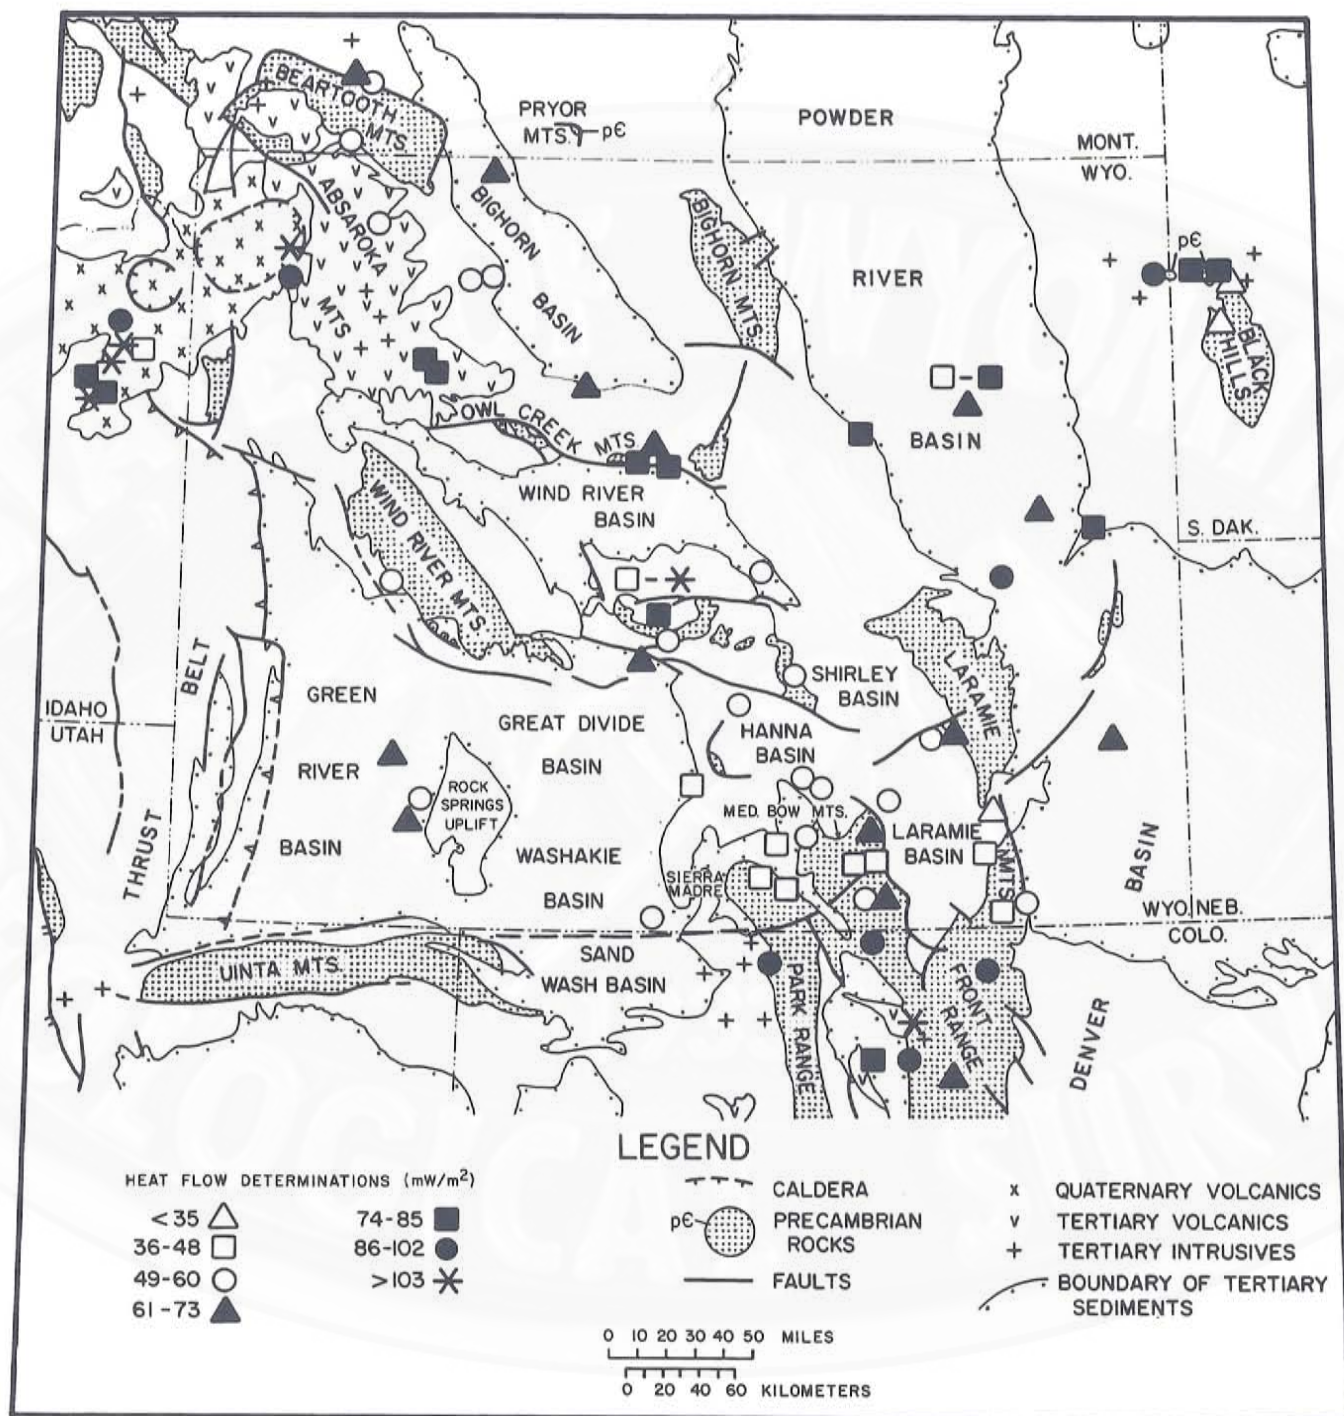 BEARTOOTH
MTS.
PRYOR
MTS.
pЄ
POWDER
MONT.
WYO.
ABSAROKA
MTS
BIGHORN
BASIN
BIGHORN MTS.
RIVER
pЄ
BLACK
HILLS
BASIN
OWL CREEK MTS
WIND RIVER
BASIN
WIND RIVER MTS.
S. DAK.
THRUST BELT
IDAHO
UTAH
GREEN
RIVER
BASIN
GREAT DIVIDE
BASIN
SHIRLEY
BASIN
LARAMIE
MTS
HANNA
BASIN
ROCK
SPRINGS
UPLIFT
MED. BOW MTS.
LARAMIE
BASIN
WASHAKIE
BASIN
SIERRA
MADRE
WYO. NEB.
COLO.
UINTA MTS.
SAND
WASH BASIN
PARK RANGE
FRONT
RANGE
DENVER
BASIN
LEGEND
HEAT FLOW DETERMINATIONS (mW/m²)
<35
36-48
49-60
61-73
74-85
86-102
>103
CALDERA
pЄ
PRECAMBRIAN
ROCKS
FAULTS
x QUATERNARY VOLCANICS
v TERTIARY VOLCANICS
+ TERTIARY INTRUSIVES
BOUNDARY OF TERTIARY
SEDIMENTS
0 10 20 30 40 50 MILES
0 20 40 60 KILOMETERS